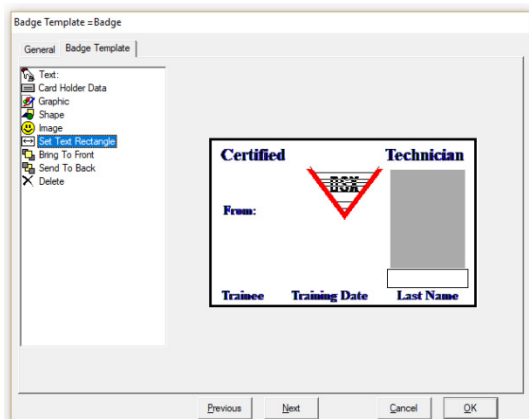 Badge Template =Badge
General Badge Template
Text:
Card Holder Data
Graphic
Shape
Image
Set Text Rectangle
Bring To Front
Send To Back
Delete
Certified Technician
DSX
From:
Trainee Training Date Last Name
Previous Next Cancel OK